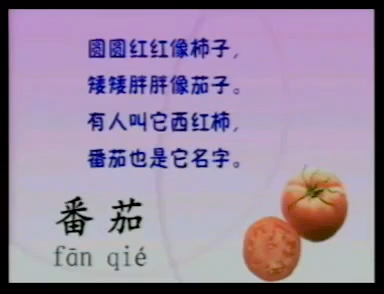 圆圆红红像柿子，
矮矮胖胖像茄子。
有人叫它西红柿，
番茄也是它名字。
番茄
fān qié